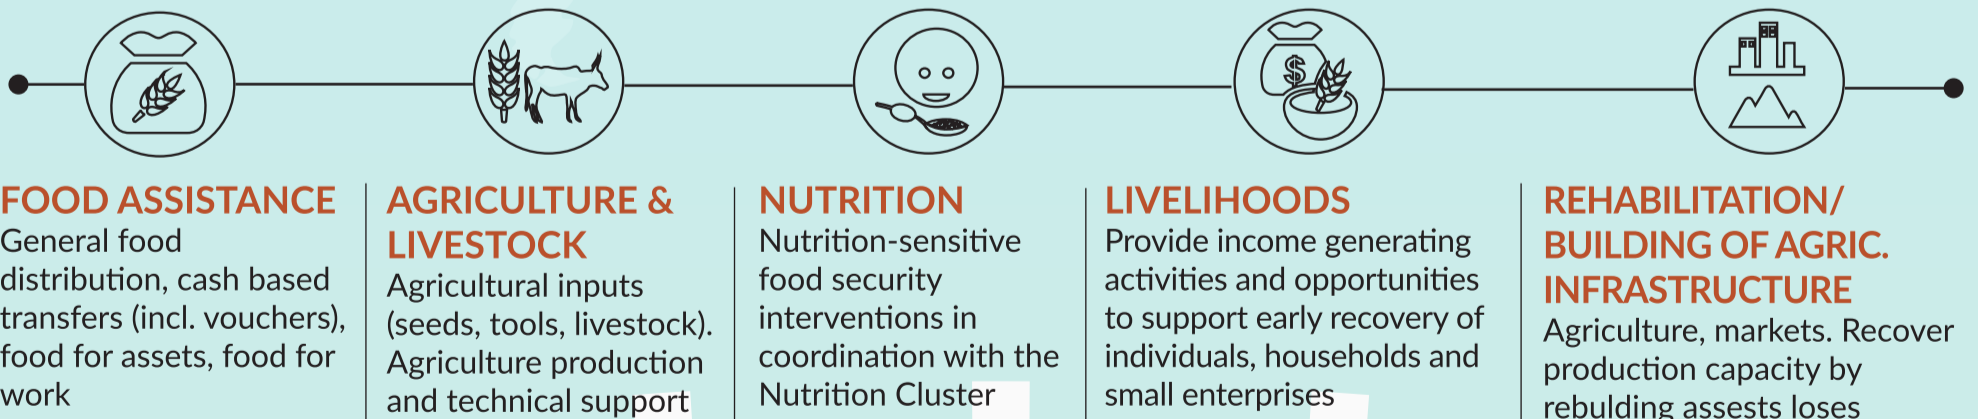 FOOD ASSISTANCE
General food
distribution, cash based
transfers (incl. vouchers),
food for assets, food for
work
AGRICULTURE &
LIVESTOCK
Agricultural inputs
(seeds, tools, livestock).
Agriculture production
and technical support
NUTRITION
Nutrition-sensitive
food security
interventions in
coordination with the
Nutrition Cluster
LIVELIHOODS
Provide income generating
activities and opportunities
to support early recovery of
individuals, households and
small enterprises
REHABILITATION/
BUILDING OF AGRIC.
INFRASTRUCTURE
Agriculture, markets. Recover
production capacity by
rebulding assests loses
$